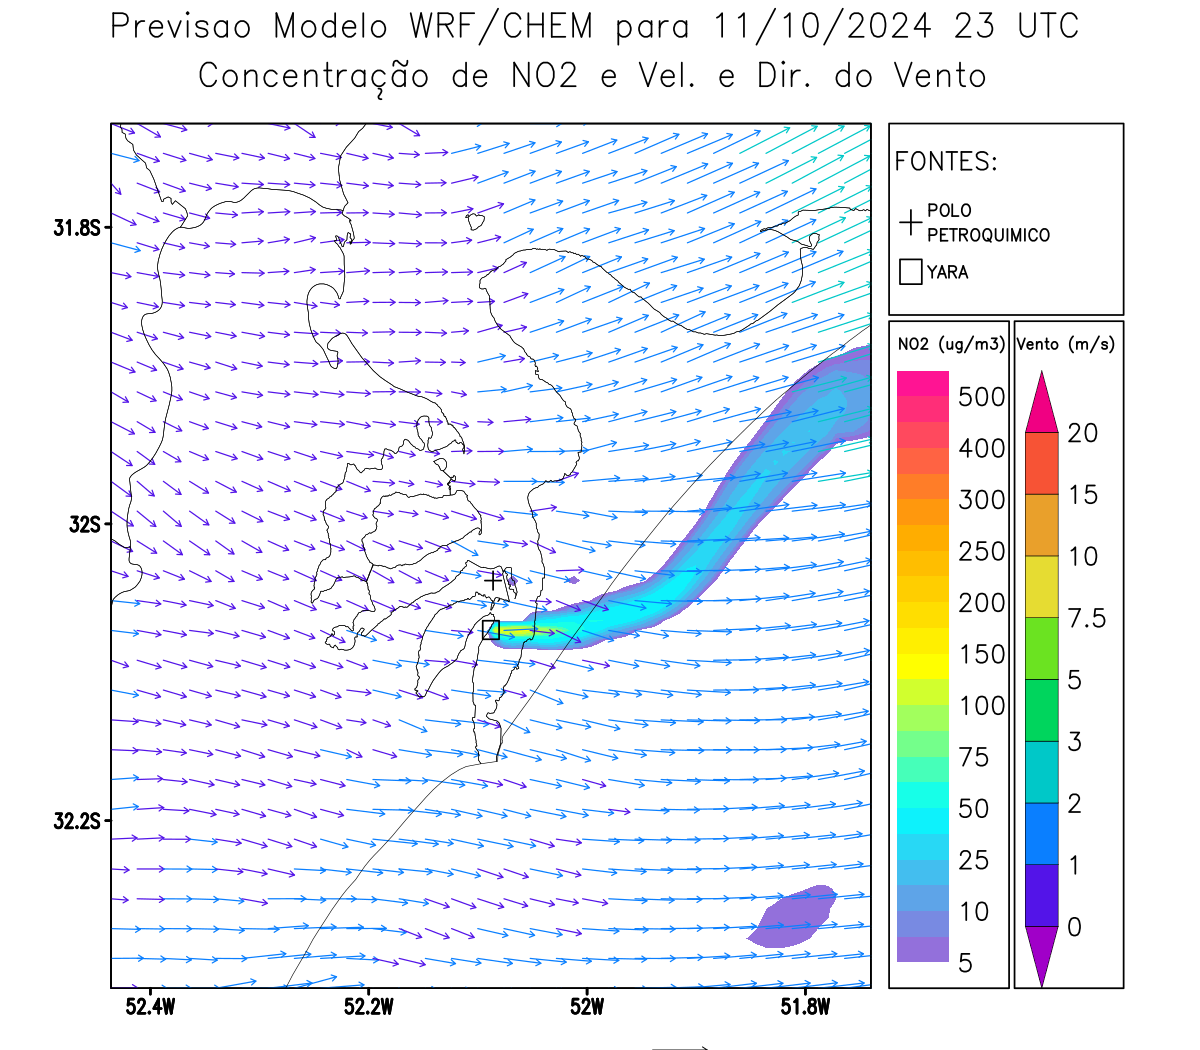 Previsao Modelo WRF/CHEM para 11/10/2024 23 UTC
Concentração de NO2 e Vel. e Dir. do Vento
FONTES:
POLO
PETROQUIMICO
YARA
NO2 (ug/m3)
500
400
300
250
200
150
100
75
50
25
10
5
Vento (m/s)
20
15
10
7.5
5
3
2
1
0
31.8S
32S
32.2S
52.4W
52.2W
52W
51.8W